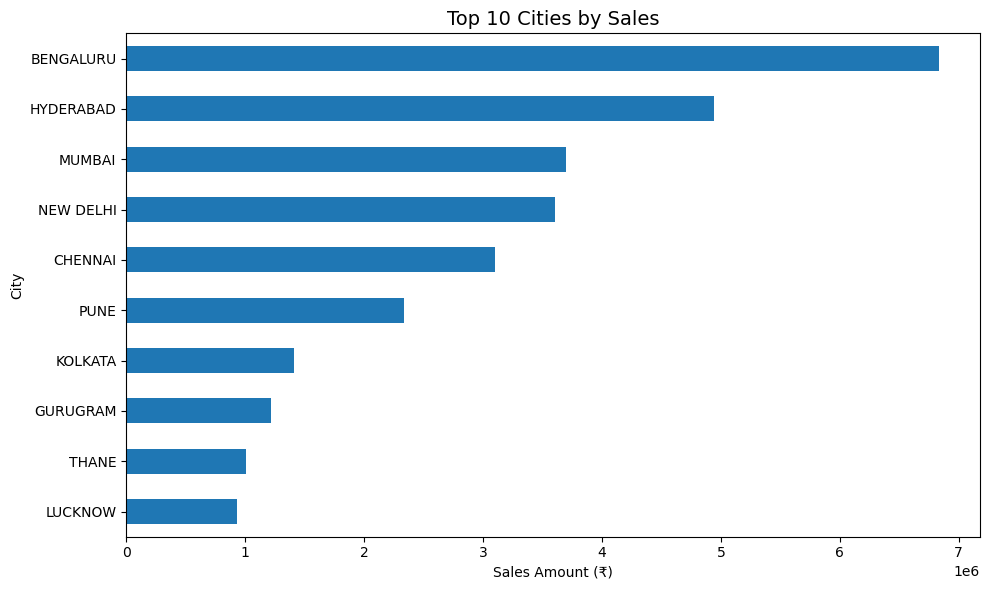 Top 10 Cities by Sales
BENGALURU
HYDERABAD
MUMBAI
NEW DELHI
CHENNAI
PUNE
KOLKATA
GURUGRAM
THANE
LUCKNOW
City
0 1 2 3 4 5 6 7
1e6
Sales Amount (₹)